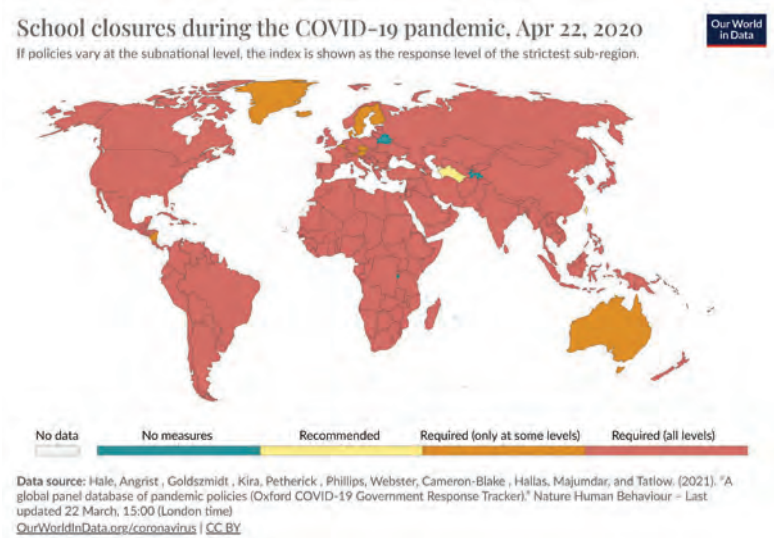 School closures during the COVID-19 pandemic, Apr 22, 2020
Our World
in Data
If policies vary at the subnational level, the index is shown as the response level of the strictest sub-region.
No data No measures Recommended Required (only at some levels) Required (all levels)
Data source: Hale, Angrist , Goldszmidt , Kira, Petherick , Phillips, Webster, Cameron-Blake , Hallas, Majumdar, and Tatlow. (2021). "A
global panel database of pandemic policies (Oxford COVID-19 Government Response Tracker)." Nature Human Behaviour – Last
updated 22 March, 15:00 (London time)
OurWorldInData.org/coronavirus | CC BY